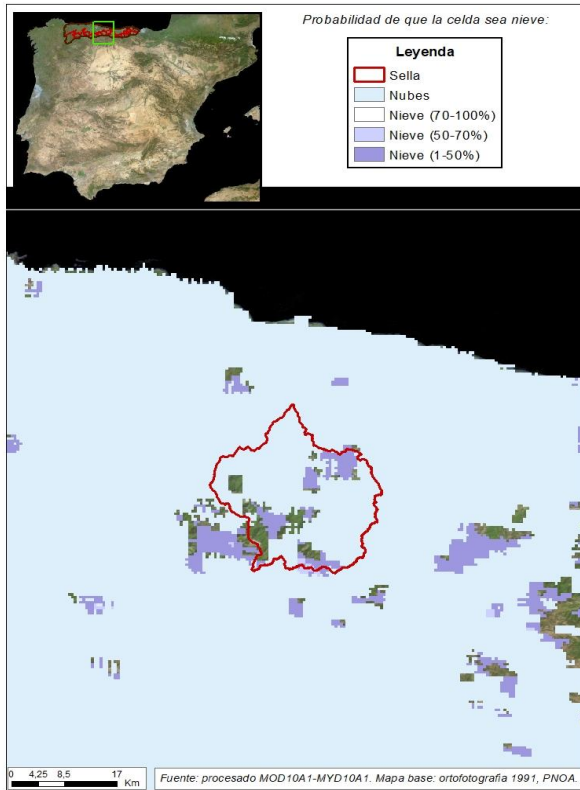 Probabilidad de que la celda sea nieve:
Leyenda
Sella
Nubes
Nieve (70-100%)
Nieve (50-70%)
Nieve (1-50%)
0 4,25 8,5 17
Km
Fuente: procesado MOD10A1-MYD10A1. Mapa base: ortofotografia 1991, PNOA.